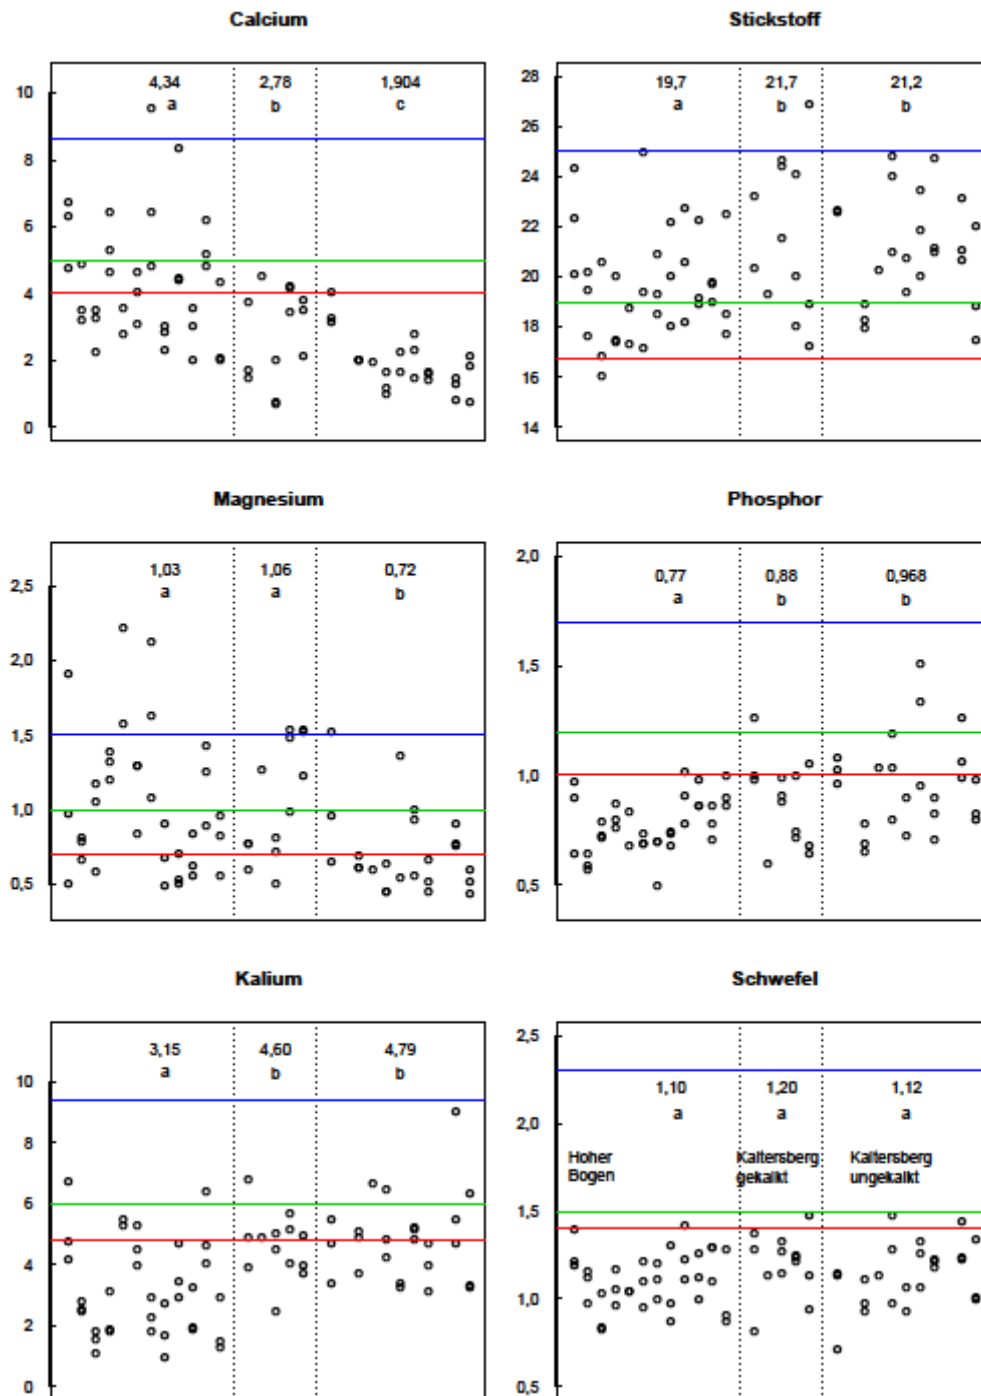 Calcium
10
8
6
4
2
0
4,34
2,78
1,904
a
b
c
Stickstoff
28
26
24
22
20
18
16
14
19,7
21,7
21,2
a
b
b
Magnesium
2,5
2,0
1,5
1,0
0,5
1,03
1,06
0,72
a
a
b
Phosphor
2,0
1,5
1,0
0,5
0,77
0,88
0,968
a
b
b
Kalium
10
8
6
4
2
0
3,15
4,60
4,79
a
b
b
Schwefel
2,5
2,0
1,5
1,0
0,5
1,10
1,20
1,12
a
a
a
Hoher
Bogen
Kaitersberg
gekalkt
Kaitersberg
ungekalkt